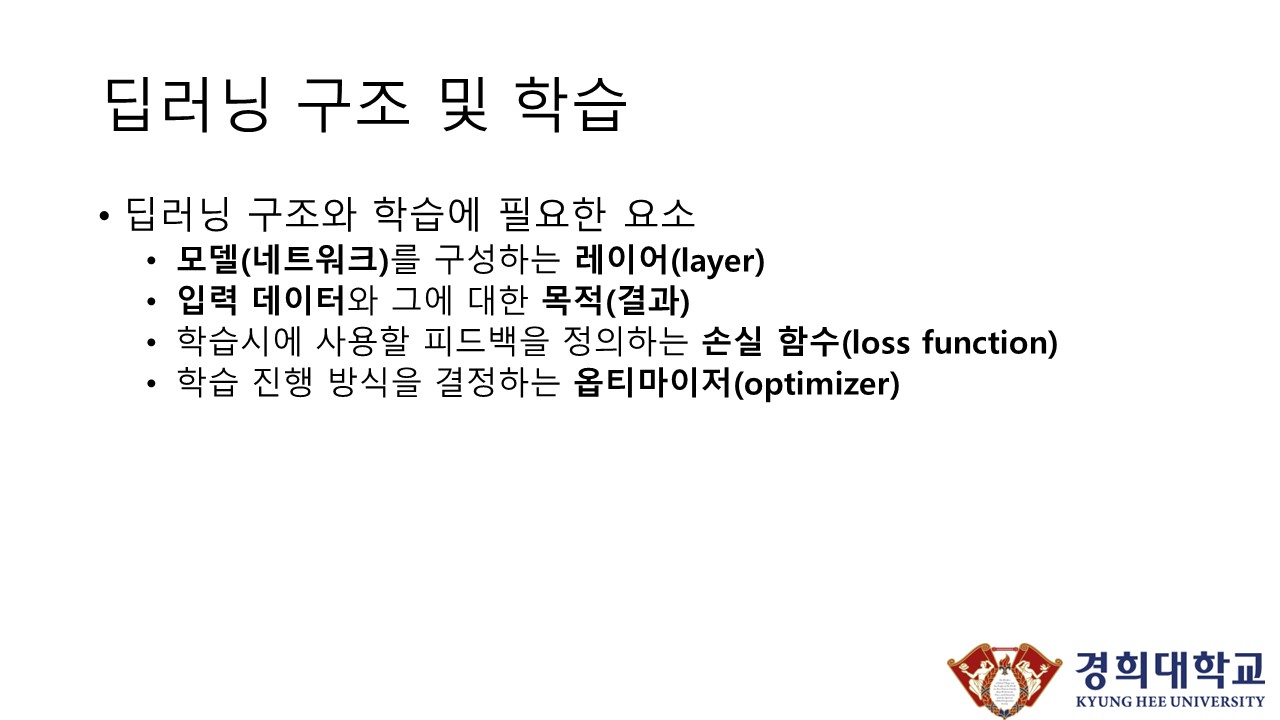 딥러닝 구조 및 학습
• 딥러닝 구조와 학습에 필요한 요소
• 모델(네트워크)를 구성하는 레이어(layer)
• 입력 데이터와 그에 대한 목적(결과)
• 학습시에 사용할 피드백을 정의하는 손실 함수(loss function)
• 학습 진행 방식을 결정하는 옵티마이저(optimizer)
경희대학교
KYUNG HEE UNIVERSITY